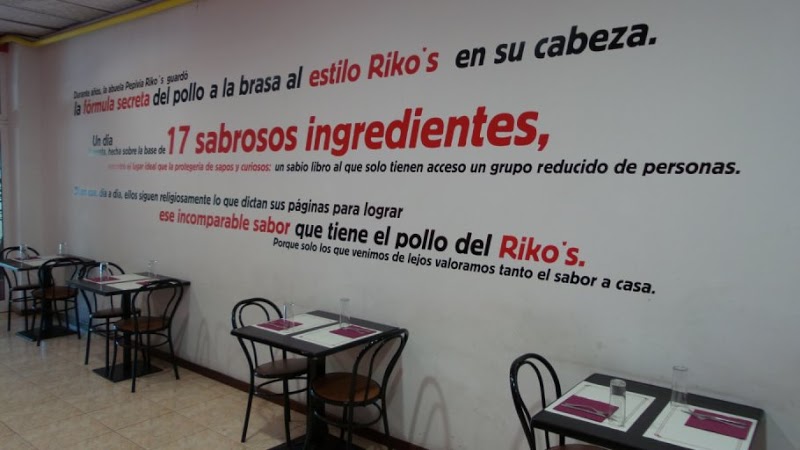 Durante años, la abuela Pepiria Riko's guardó
la fórmula secreta del pollo a la brasa al estilo Riko's en su cabeza.
Un día
hecha sobre la base de 17 sabrosos ingredientes,
el lugar ideal que la protegería de sapos y curiosos: un sabio libro al que solo tienen acceso un grupo reducido de personas.
que, día a día, ellos siguen religiosamente lo que dictan sus páginas para lograr
ese incomparable sabor que tiene el pollo del Riko's.
Porque solo los que venimos de lejos valoramos tanto el sabor a casa.